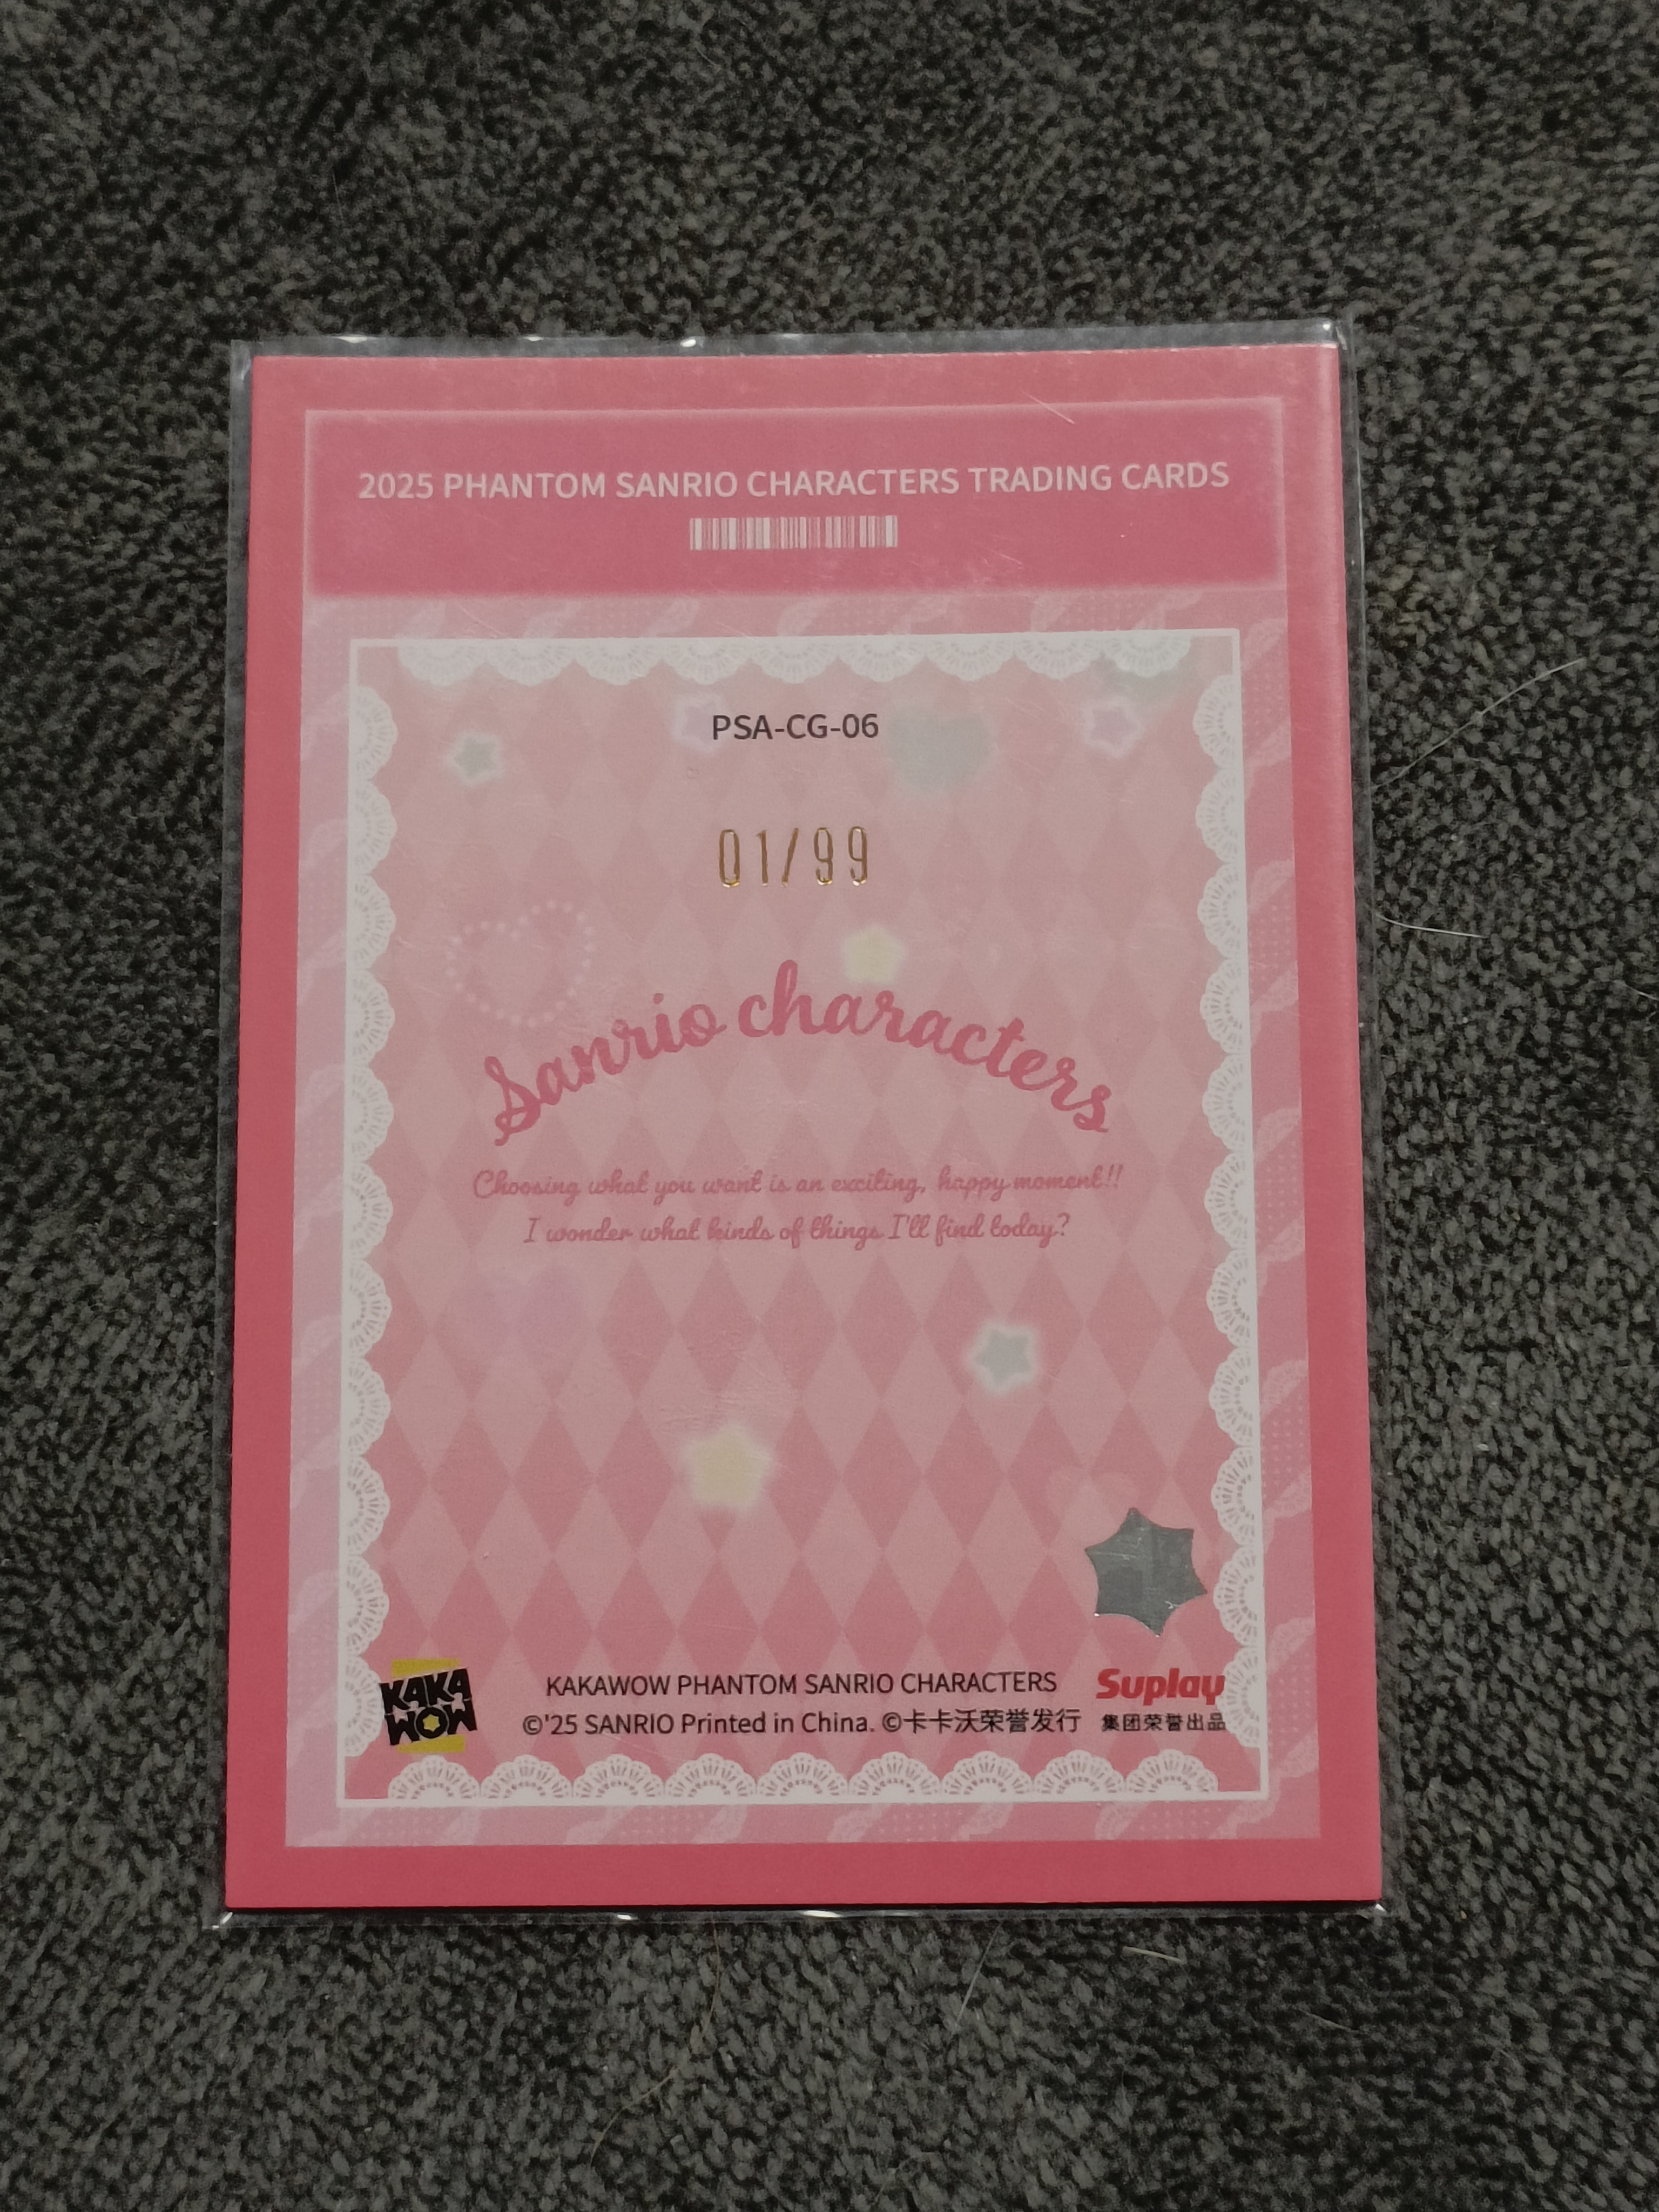 2025 PHANTOM SANRIO CHARACTERS TRADING CARDS
PSA-CG-06
01/99
Sanrio characters
Choosing what you want is an exciting, happy moment!!
I wonder what kinds of things I'll find today?
KAKA
WOW
KAKAWOW PHANTOM SANRIO CHARACTERS
©'25 SANRIO Printed in China. ©卡卡沃荣誉发行
Suplay
集团荣誉出品